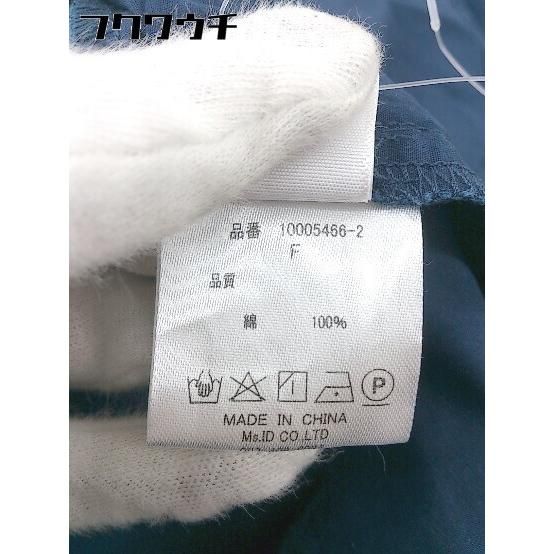 フクウウチ
品番 10005466-2
F
品質
綿 100%
P
MADE IN CHINA
Ms.ID CO.LTD